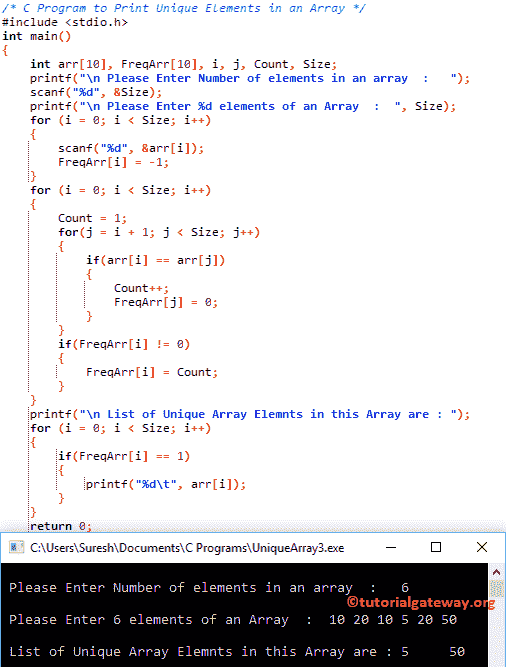 /* C Program to Print Unique Elements in an Array */
#include <stdio.h>
int main()
{
    int arr[10], FreqArr[10], i, j, Count, Size;
    printf("\n Please Enter Number of elements in an array  :   ");
    scanf("%d", &Size);
    printf("\n Please Enter %d elements of an Array  :  ", Size);
    for (i = 0; i < Size; i++)
    {
        scanf("%d", &arr[i]);
        FreqArr[i] = -1;
    }
    for (i = 0; i < Size; i++)
    {
        Count = 1;
        for(j = i + 1; j < Size; j++)
        {
            if(arr[i] == arr[j])
            {
                Count++;
                FreqArr[j] = 0;
            }
        }
        if(FreqArr[i] != 0)
        {
            FreqArr[i] = Count;
        }
    }
    printf("\n List of Unique Array Elemnts in this Array are : ");
    for (i = 0; i < Size; i++)
    {
        if(FreqArr[i] == 1)
        {
            printf("%d\t", arr[i]);
        }
    }
    return 0;
C:\Users\Suresh\Documents\C Programs\UniqueArray3.exe
Please Enter Number of elements in an array  :   6
©tutorialgateway.org
Please Enter 6 elements of an Array  :  10 20 10 5 20 50
List of Unique Array Elemnts in this Array are : 5     50